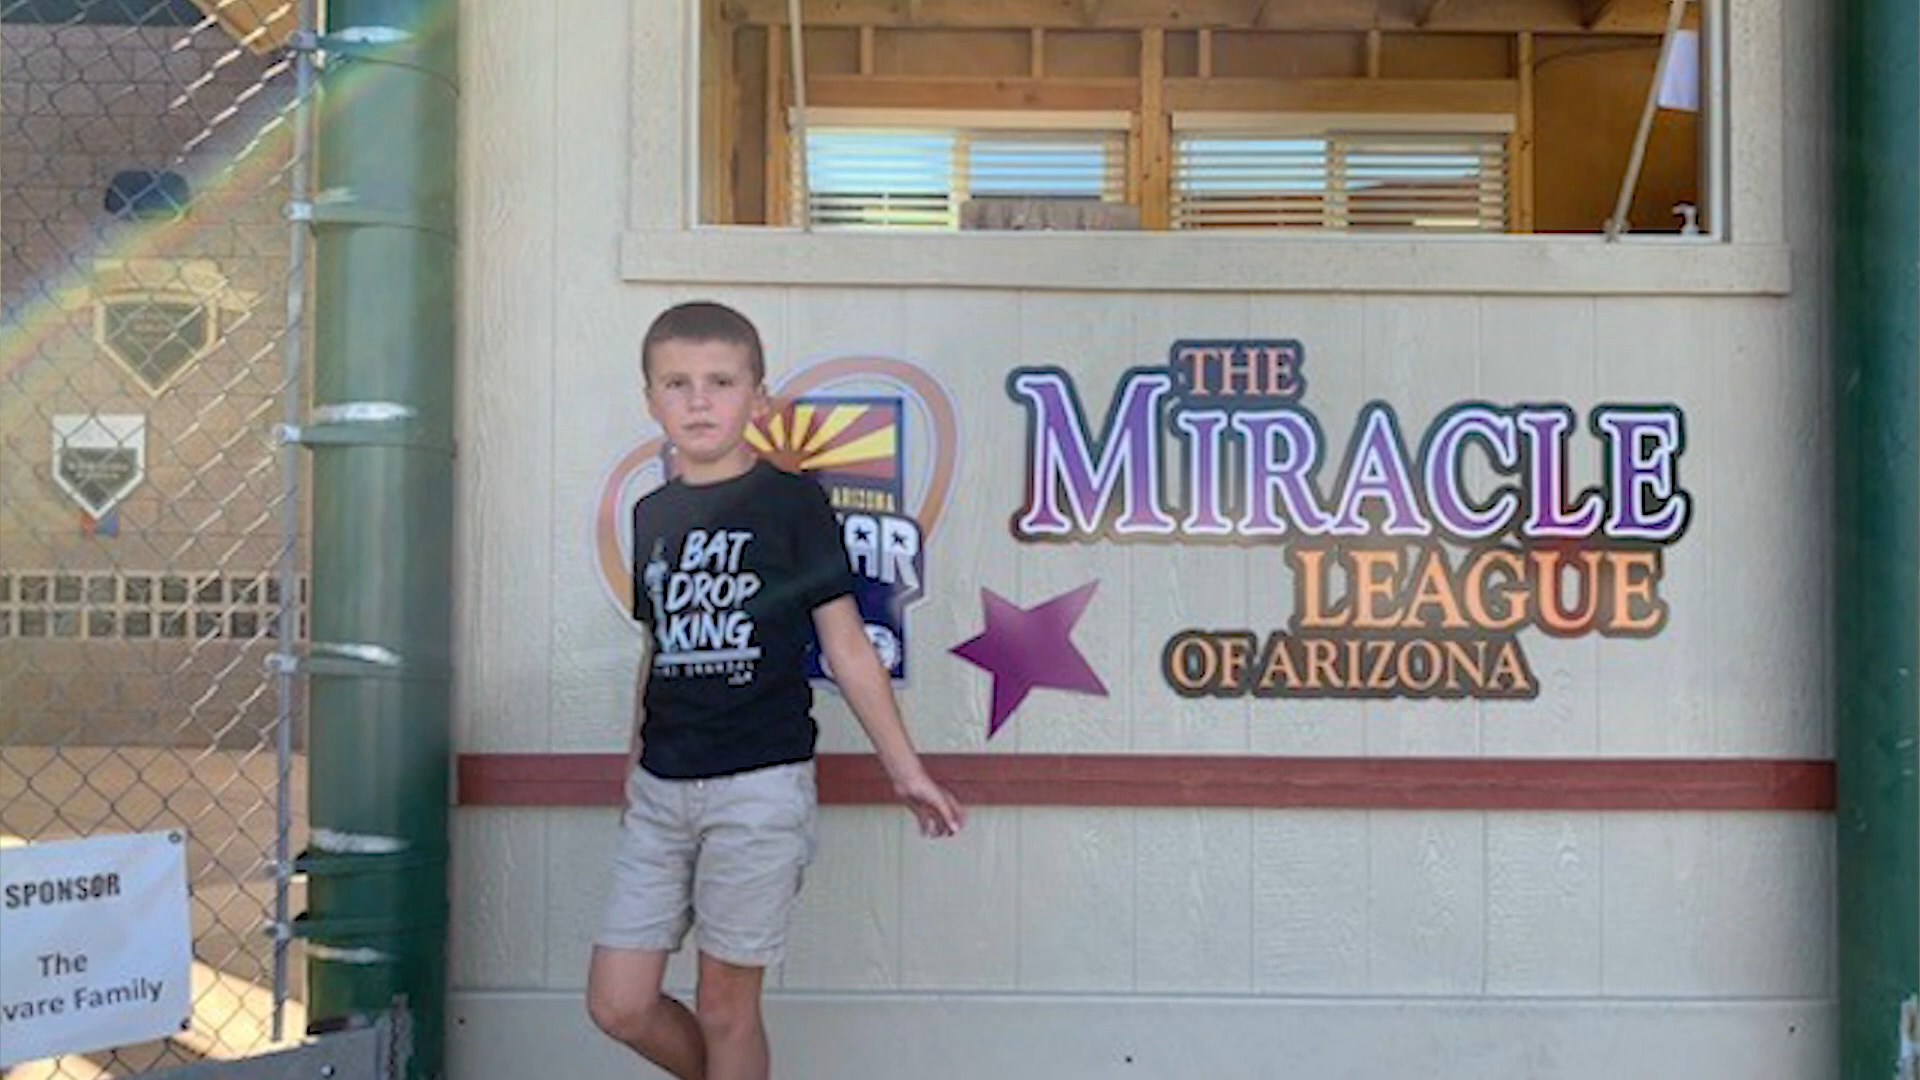 THE
MIRACLE
LEAGUE
OF ARIZONA
ARIZONA
BAT
DROP
KING
SPONSOR
The
vare Family